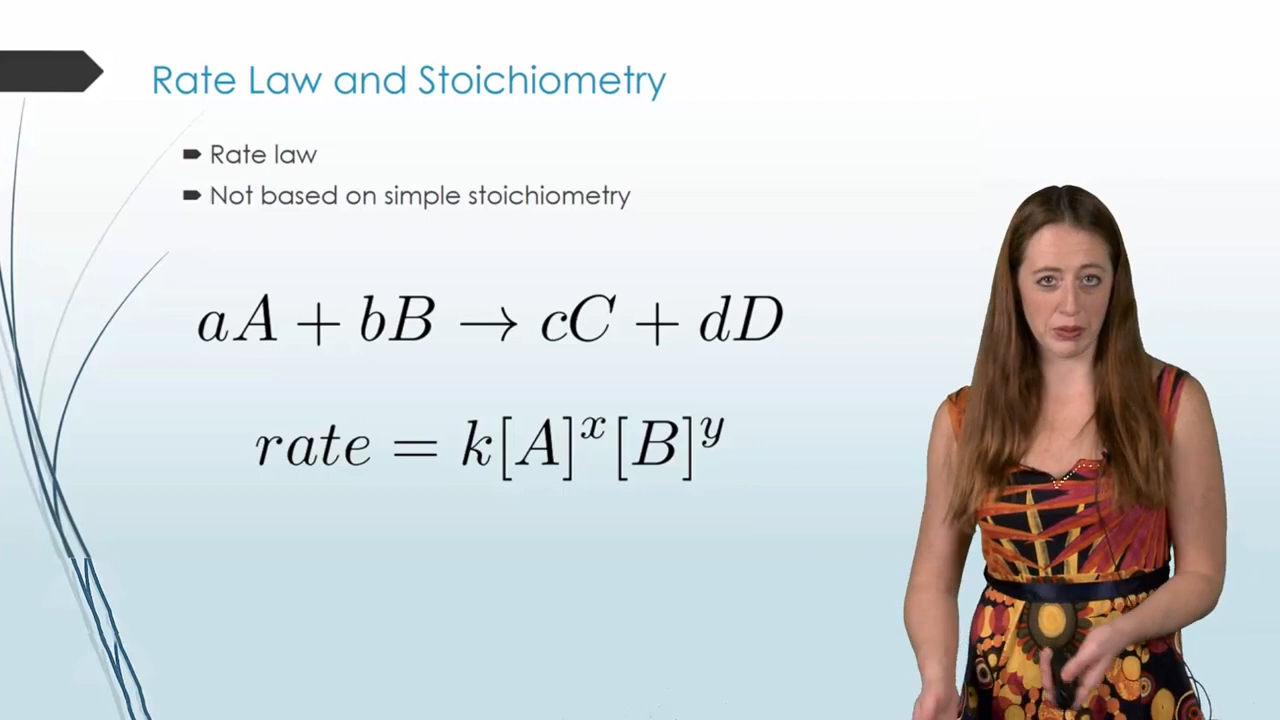 Rate Law and Stoichiometry
Rate law
Not based on simple stoichiometry
aA + bB → cC + dD
rate = k[A]^x[B]^y